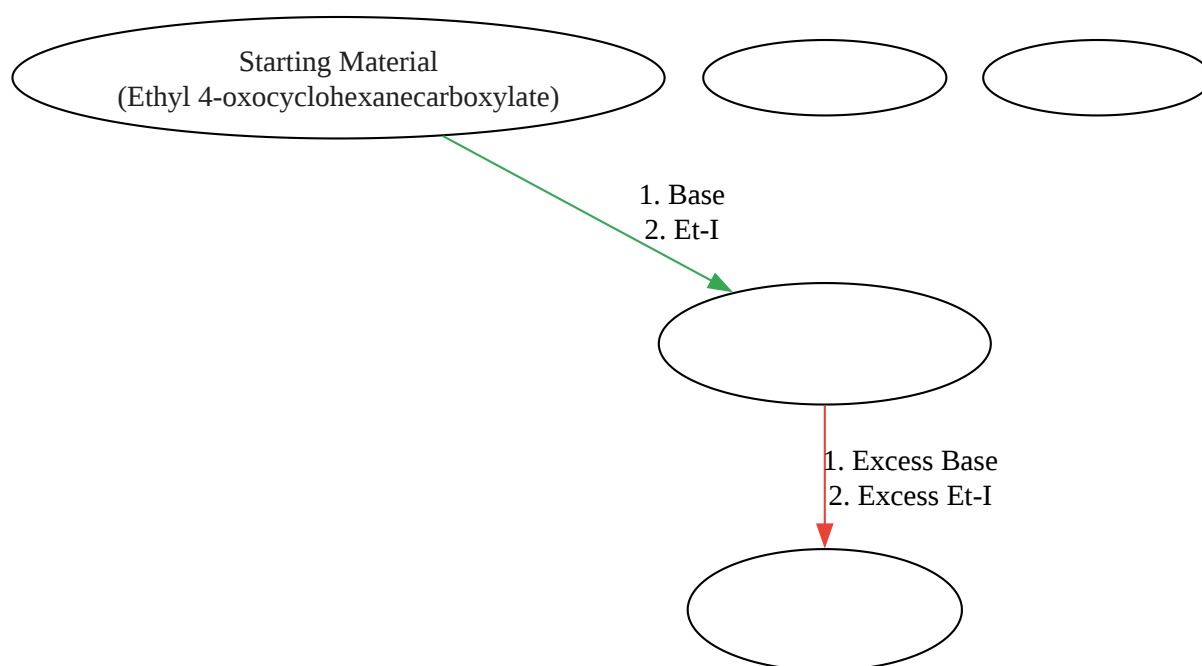 Starting Material
(Ethyl 4-oxocyclohexanecarboxylate)
1. Base
2. Et-I
1. Excess Base
2. Excess Et-I